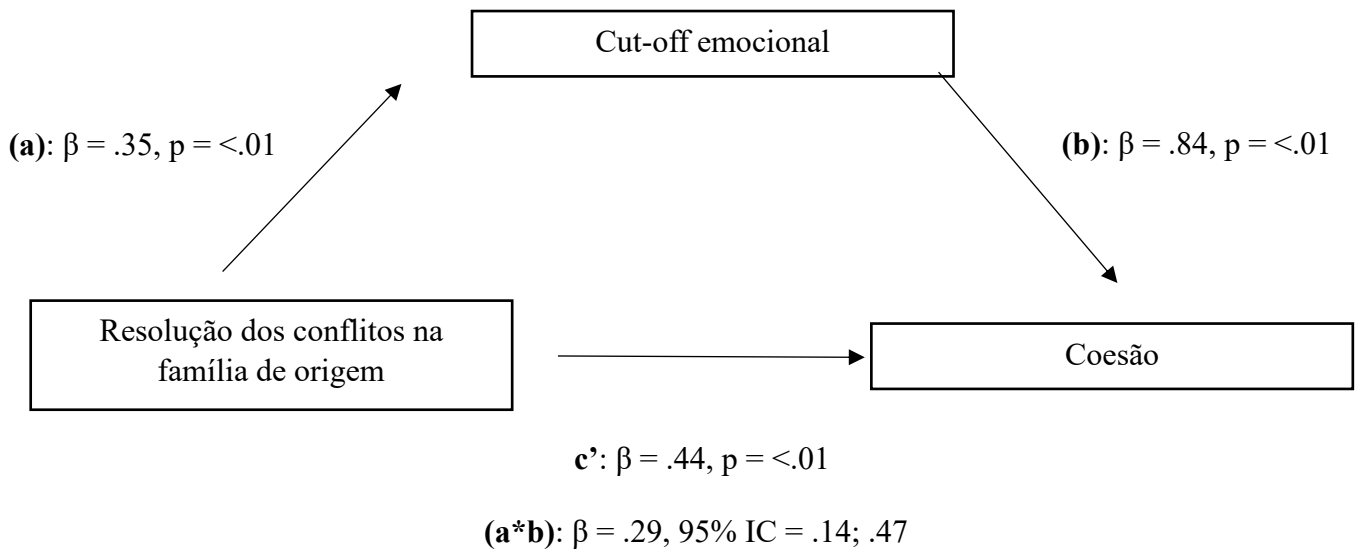 Cut-off emocional
(a): β = .35, p = <.01
(b): β = .84, p = <.01
Resolução dos conflitos na
família de origem
Coesão
c’: β = .44, p = <.01
(a*b): β = .29, 95% IC = .14; .47